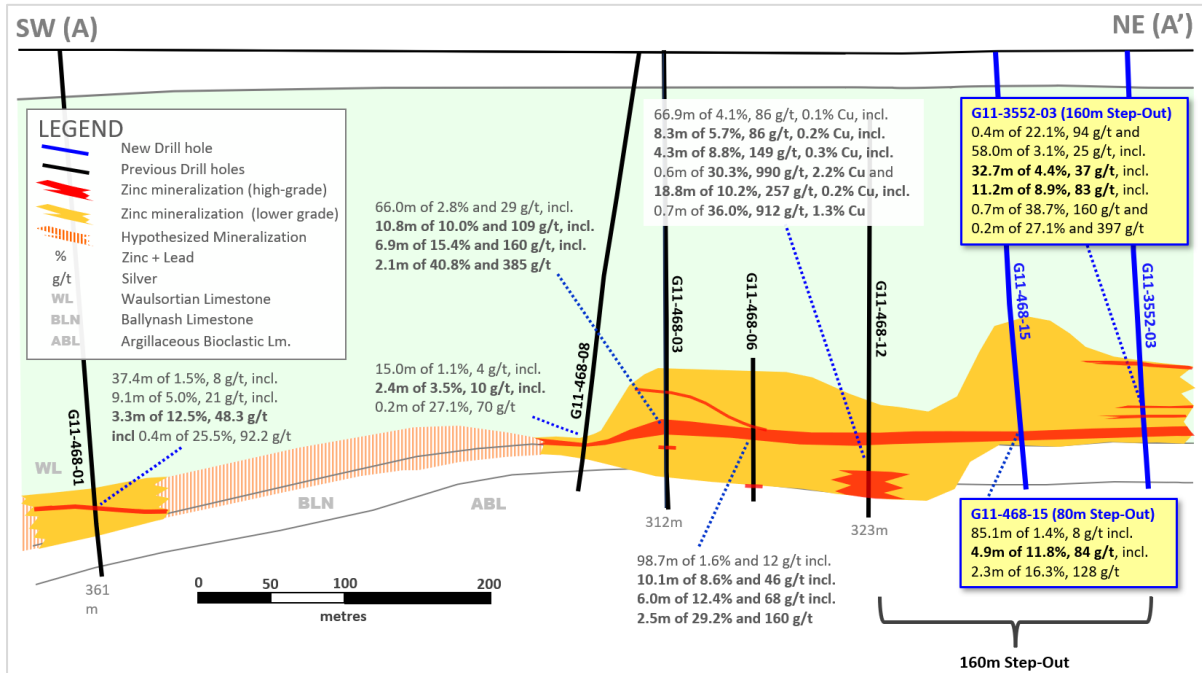 SW (A)
NE (A’)
LEGEND
New Drill hole
Previous Drill holes
Zinc mineralization (high-grade)
Zinc mineralization (lower grade)
Hypothesized Mineralization
% Zinc + Lead
g/t Silver
WL Waulsortian Limestone
BLN Ballynash Limestone
ABL Argillaceous Bioclastic Lm.
37.4m of 1.5%, 8 g/t, incl.
9.1m of 5.0%, 21 g/t, incl.
3.3m of 12.5%, 48.3 g/t
incl 0.4m of 25.5%, 92.2 g/t
G11-468-01
WL
BLN
ABL
361
m
66.0m of 2.8% and 29 g/t, incl.
10.8m of 10.0% and 109 g/t, incl.
6.9m of 15.4% and 160 g/t, incl.
2.1m of 40.8% and 385 g/t
15.0m of 1.1%, 4 g/t, incl.
2.4m of 3.5%, 10 g/t, incl.
0.2m of 27.1%, 70 g/t
G11-468-08
G11-468-03
G11-468-06
G11-468-12
66.9m of 4.1%, 86 g/t, 0.1% Cu, incl.
8.3m of 5.7%, 86 g/t, 0.2% Cu, incl.
4.3m of 8.8%, 149 g/t, 0.3% Cu, incl.
0.6m of 30.3%, 990 g/t, 2.2% Cu and
18.8m of 10.2%, 257 g/t, 0.2% Cu, incl.
0.7m of 36.0%, 912 g/t, 1.3% Cu
G11-3552-03 (160m Step-Out)
0.4m of 22.1%, 94 g/t and
58.0m of 3.1%, 25 g/t, incl.
32.7m of 4.4%, 37 g/t, incl.
11.2m of 8.9%, 83 g/t, incl.
0.7m of 38.7%, 160 g/t and
0.2m of 27.1% and 397 g/t
G11-468-15
G11-3552-03
312m
323m
98.7m of 1.6% and 12 g/t incl.
10.1m of 8.6% and 46 g/t incl.
6.0m of 12.4% and 68 g/t incl.
2.5m of 29.2% and 160 g/t
G11-468-15 (80m Step-Out)
85.1m of 1.4%, 8 g/t, incl.
4.9m of 11.8%, 84 g/t, incl.
2.3m of 16.3%, 128 g/t
0 50 100 200
metres
160m Step-Out